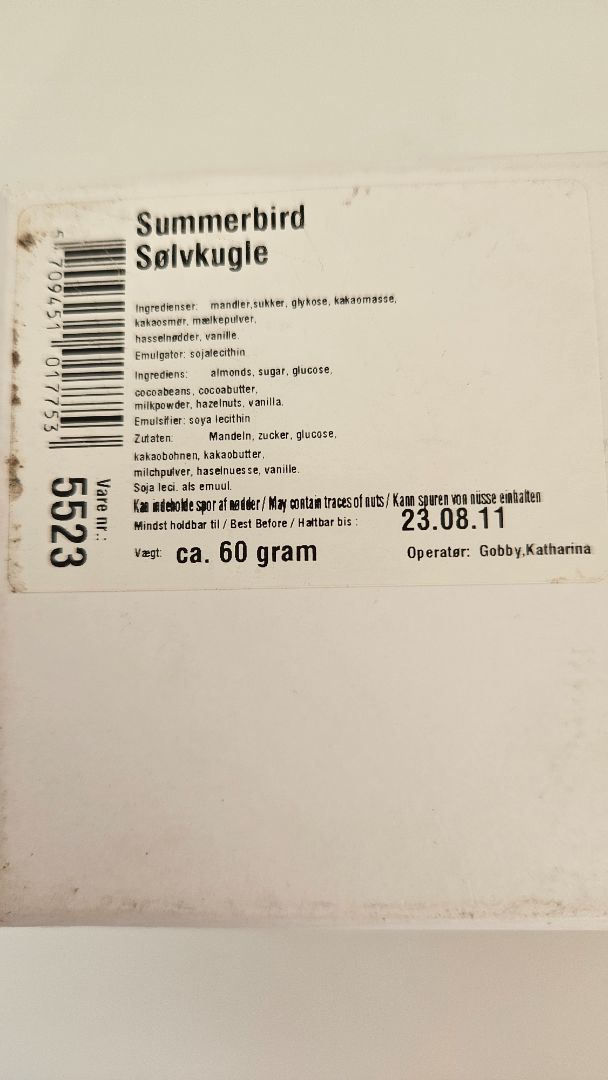 Summerbird
Sølvkugle
Ingredienser: mandler,sukker, glykose, kakaomasse,
kakaosmør, mælkepulver,
hasselnødder, vanille.
Emulgator: sojalecithin
Ingrediens: almonds, sugar, glucose,
cocoabeans, cocoabutter,
milkpowder, hazelnuts, vanilla.
Emulsifier: soya lecithin
Zutaten: Mandeln, zucker, glucose,
kakaobohnen, kakaobutter,
milchpulver, haselnuesse, vanille.
Soja leci. als emuul.
Kan indeholde spor af nødder / May contain traces of nuts / Kann spuren von nüsse einhalten
Mindst holdbar til / Best Before / Haltbar bis : 23.08.11
Vægt: ca. 60 gram Operatør: Gobby,Katharina
5 709451 017753
Vare nr.:
5523